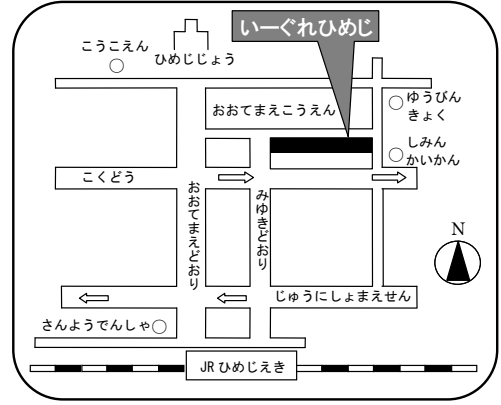 いーぐれひめじ
こうこえん
ひめじじょう
おおてまえこうえん
ゆうびん
きょく
しみん
かいかん
こくどう
おおてまえどおり
みゆきどおり
N
じゅうにしょまえせん
さんようでんしゃ
JRひめじえき